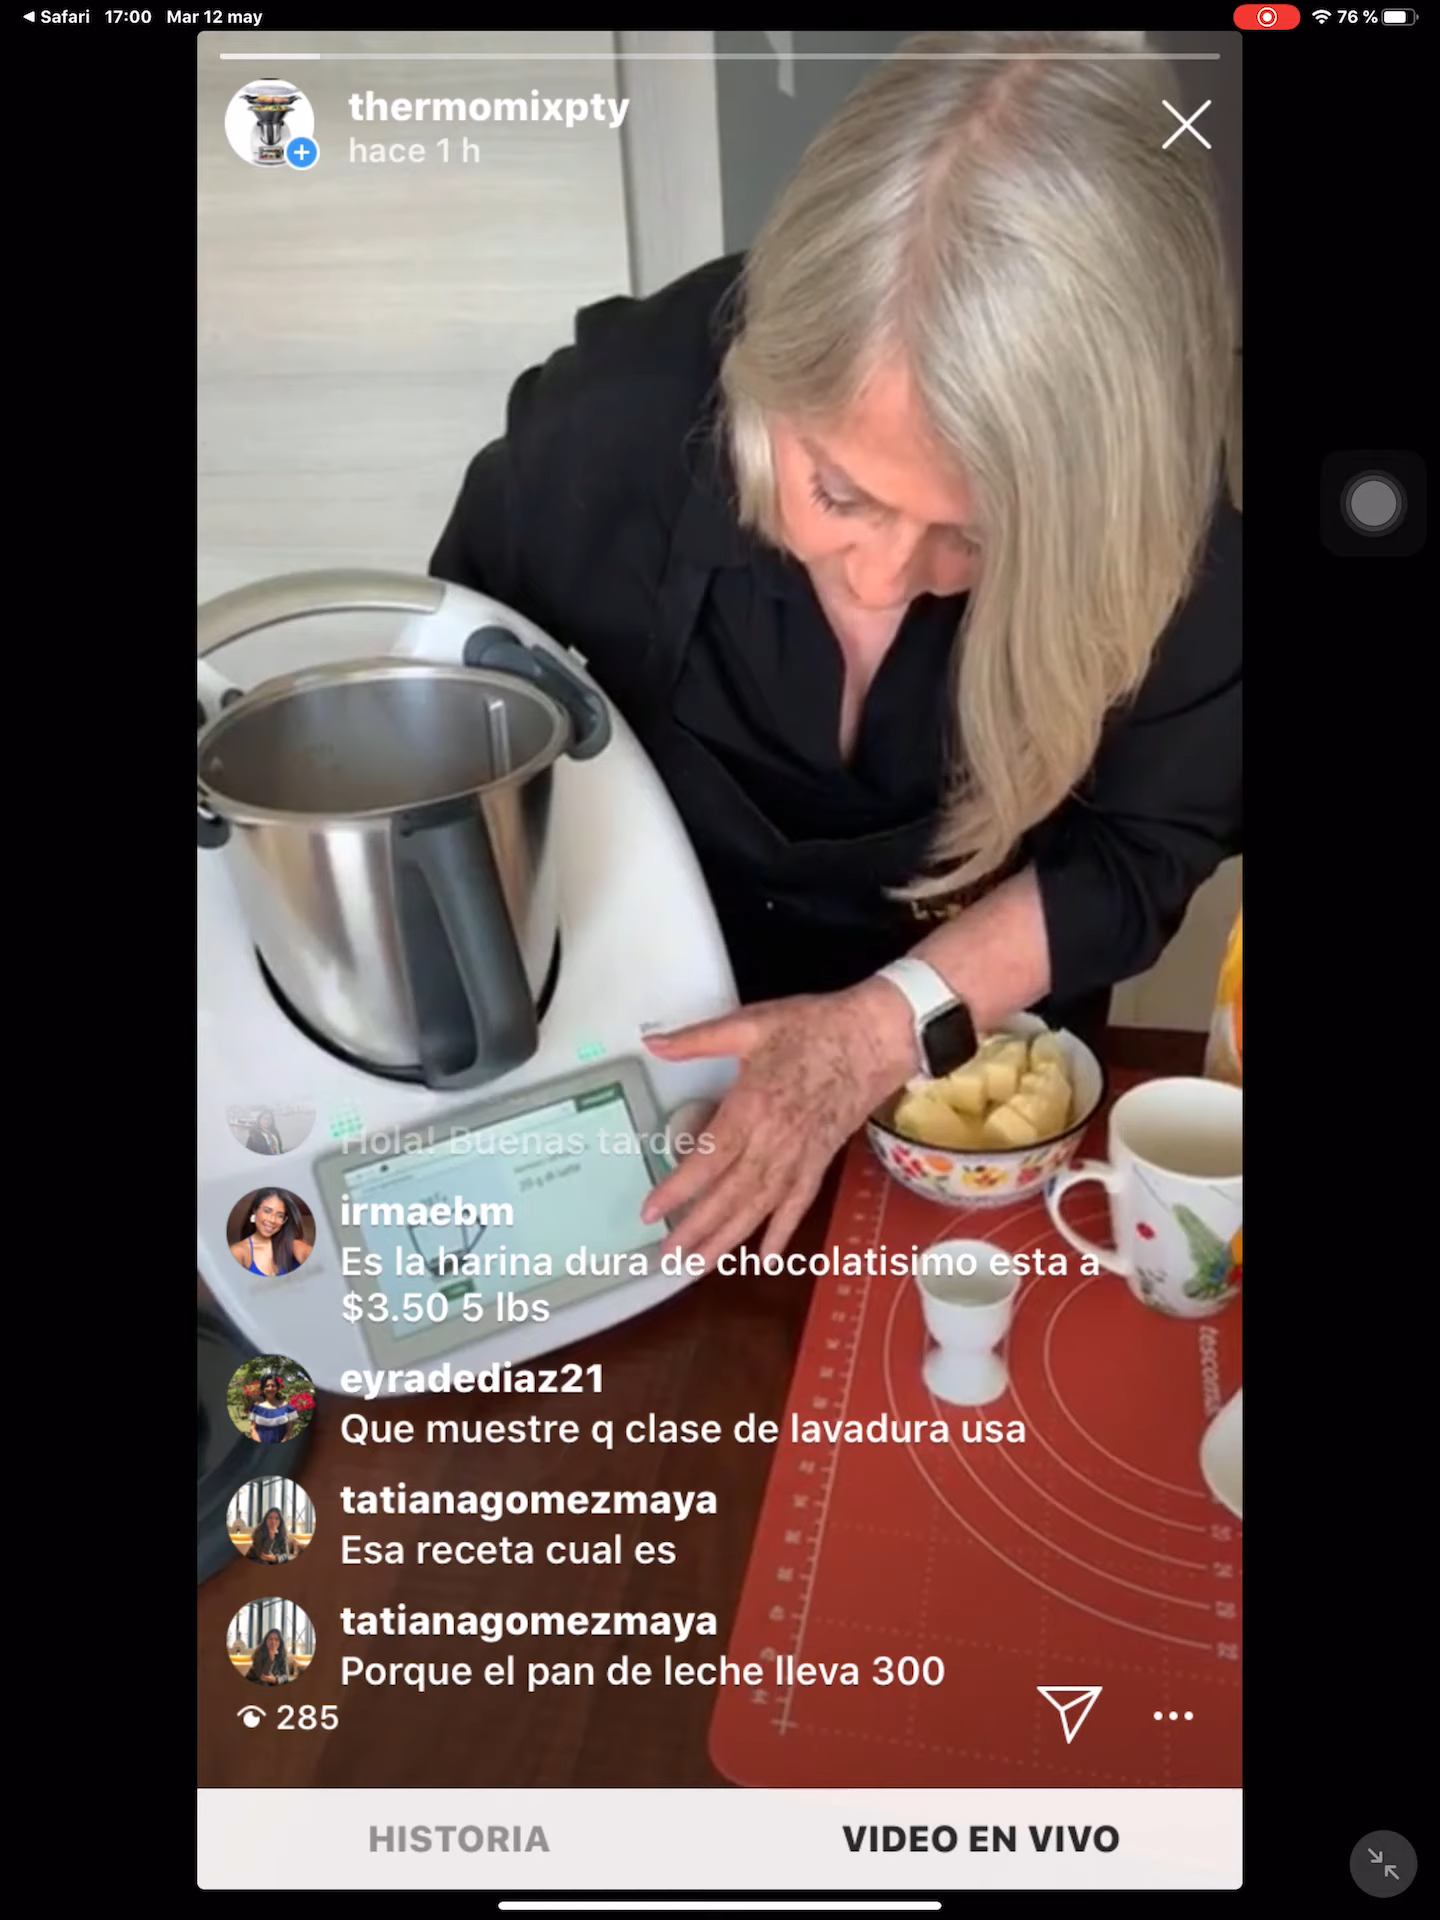 Safari 17:00 Mar 12 may 76 %
thermomixpty
hace 1 h
Hola! Buenas tardes
irmaebm
Es la harina dura de chocolatisimo esta a
$3.50 5 lbs
eyradediaz21
Que muestre q clase de lavadura usa
tatianagomezmaya
Esa receta cual es
tatianagomezmaya
Porque el pan de leche lleva 300
285
HISTORIA
VIDEO EN VIVO